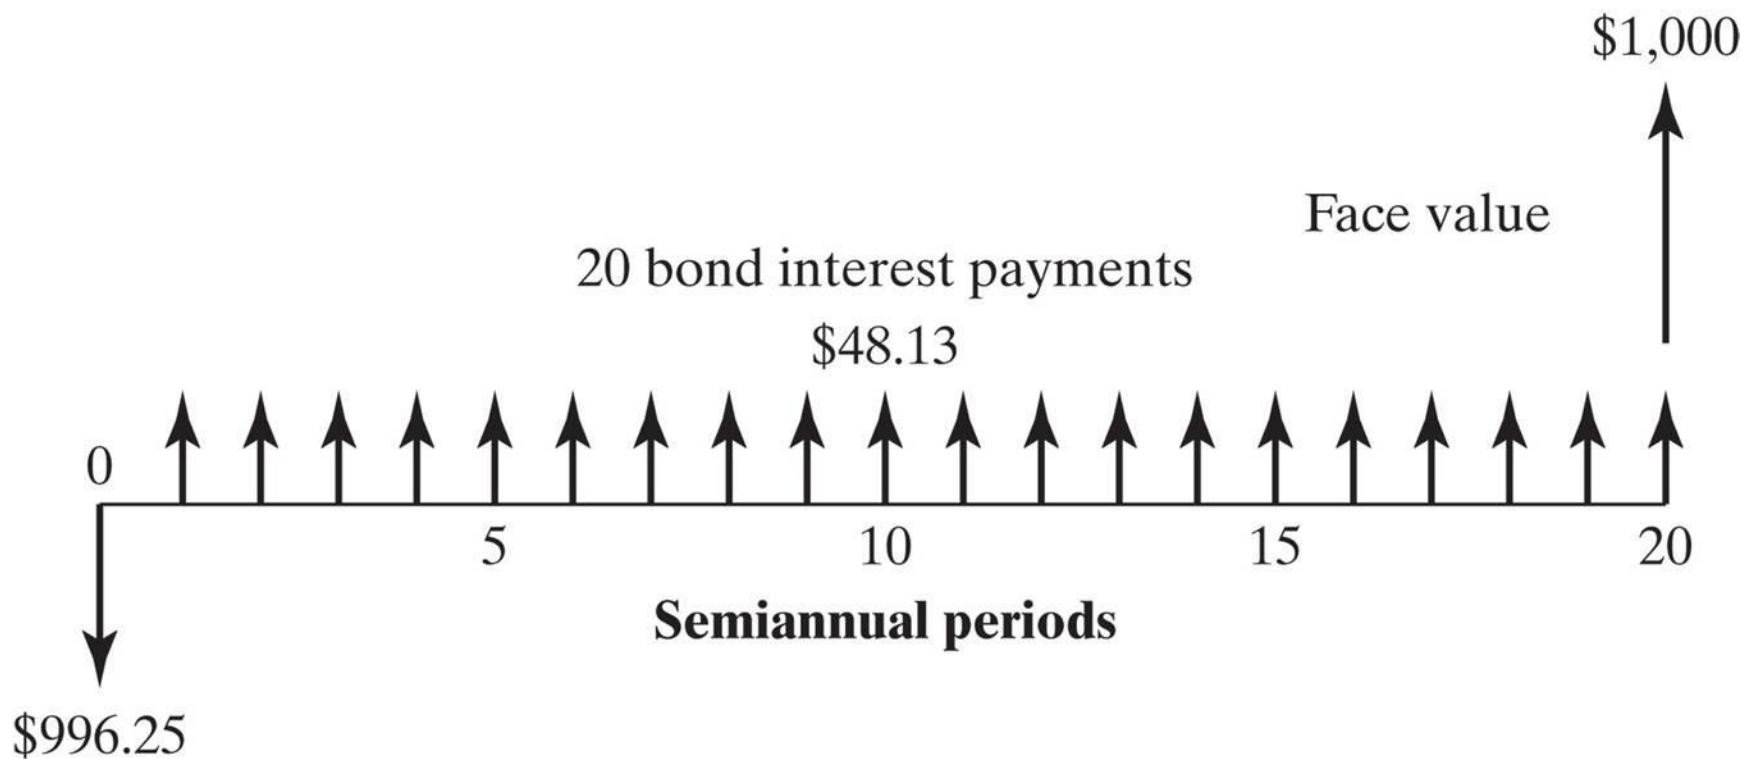 $1,000
Face value
20 bond interest payments
$48.13
0
5 10 15 20
Semiannual periods
$996.25